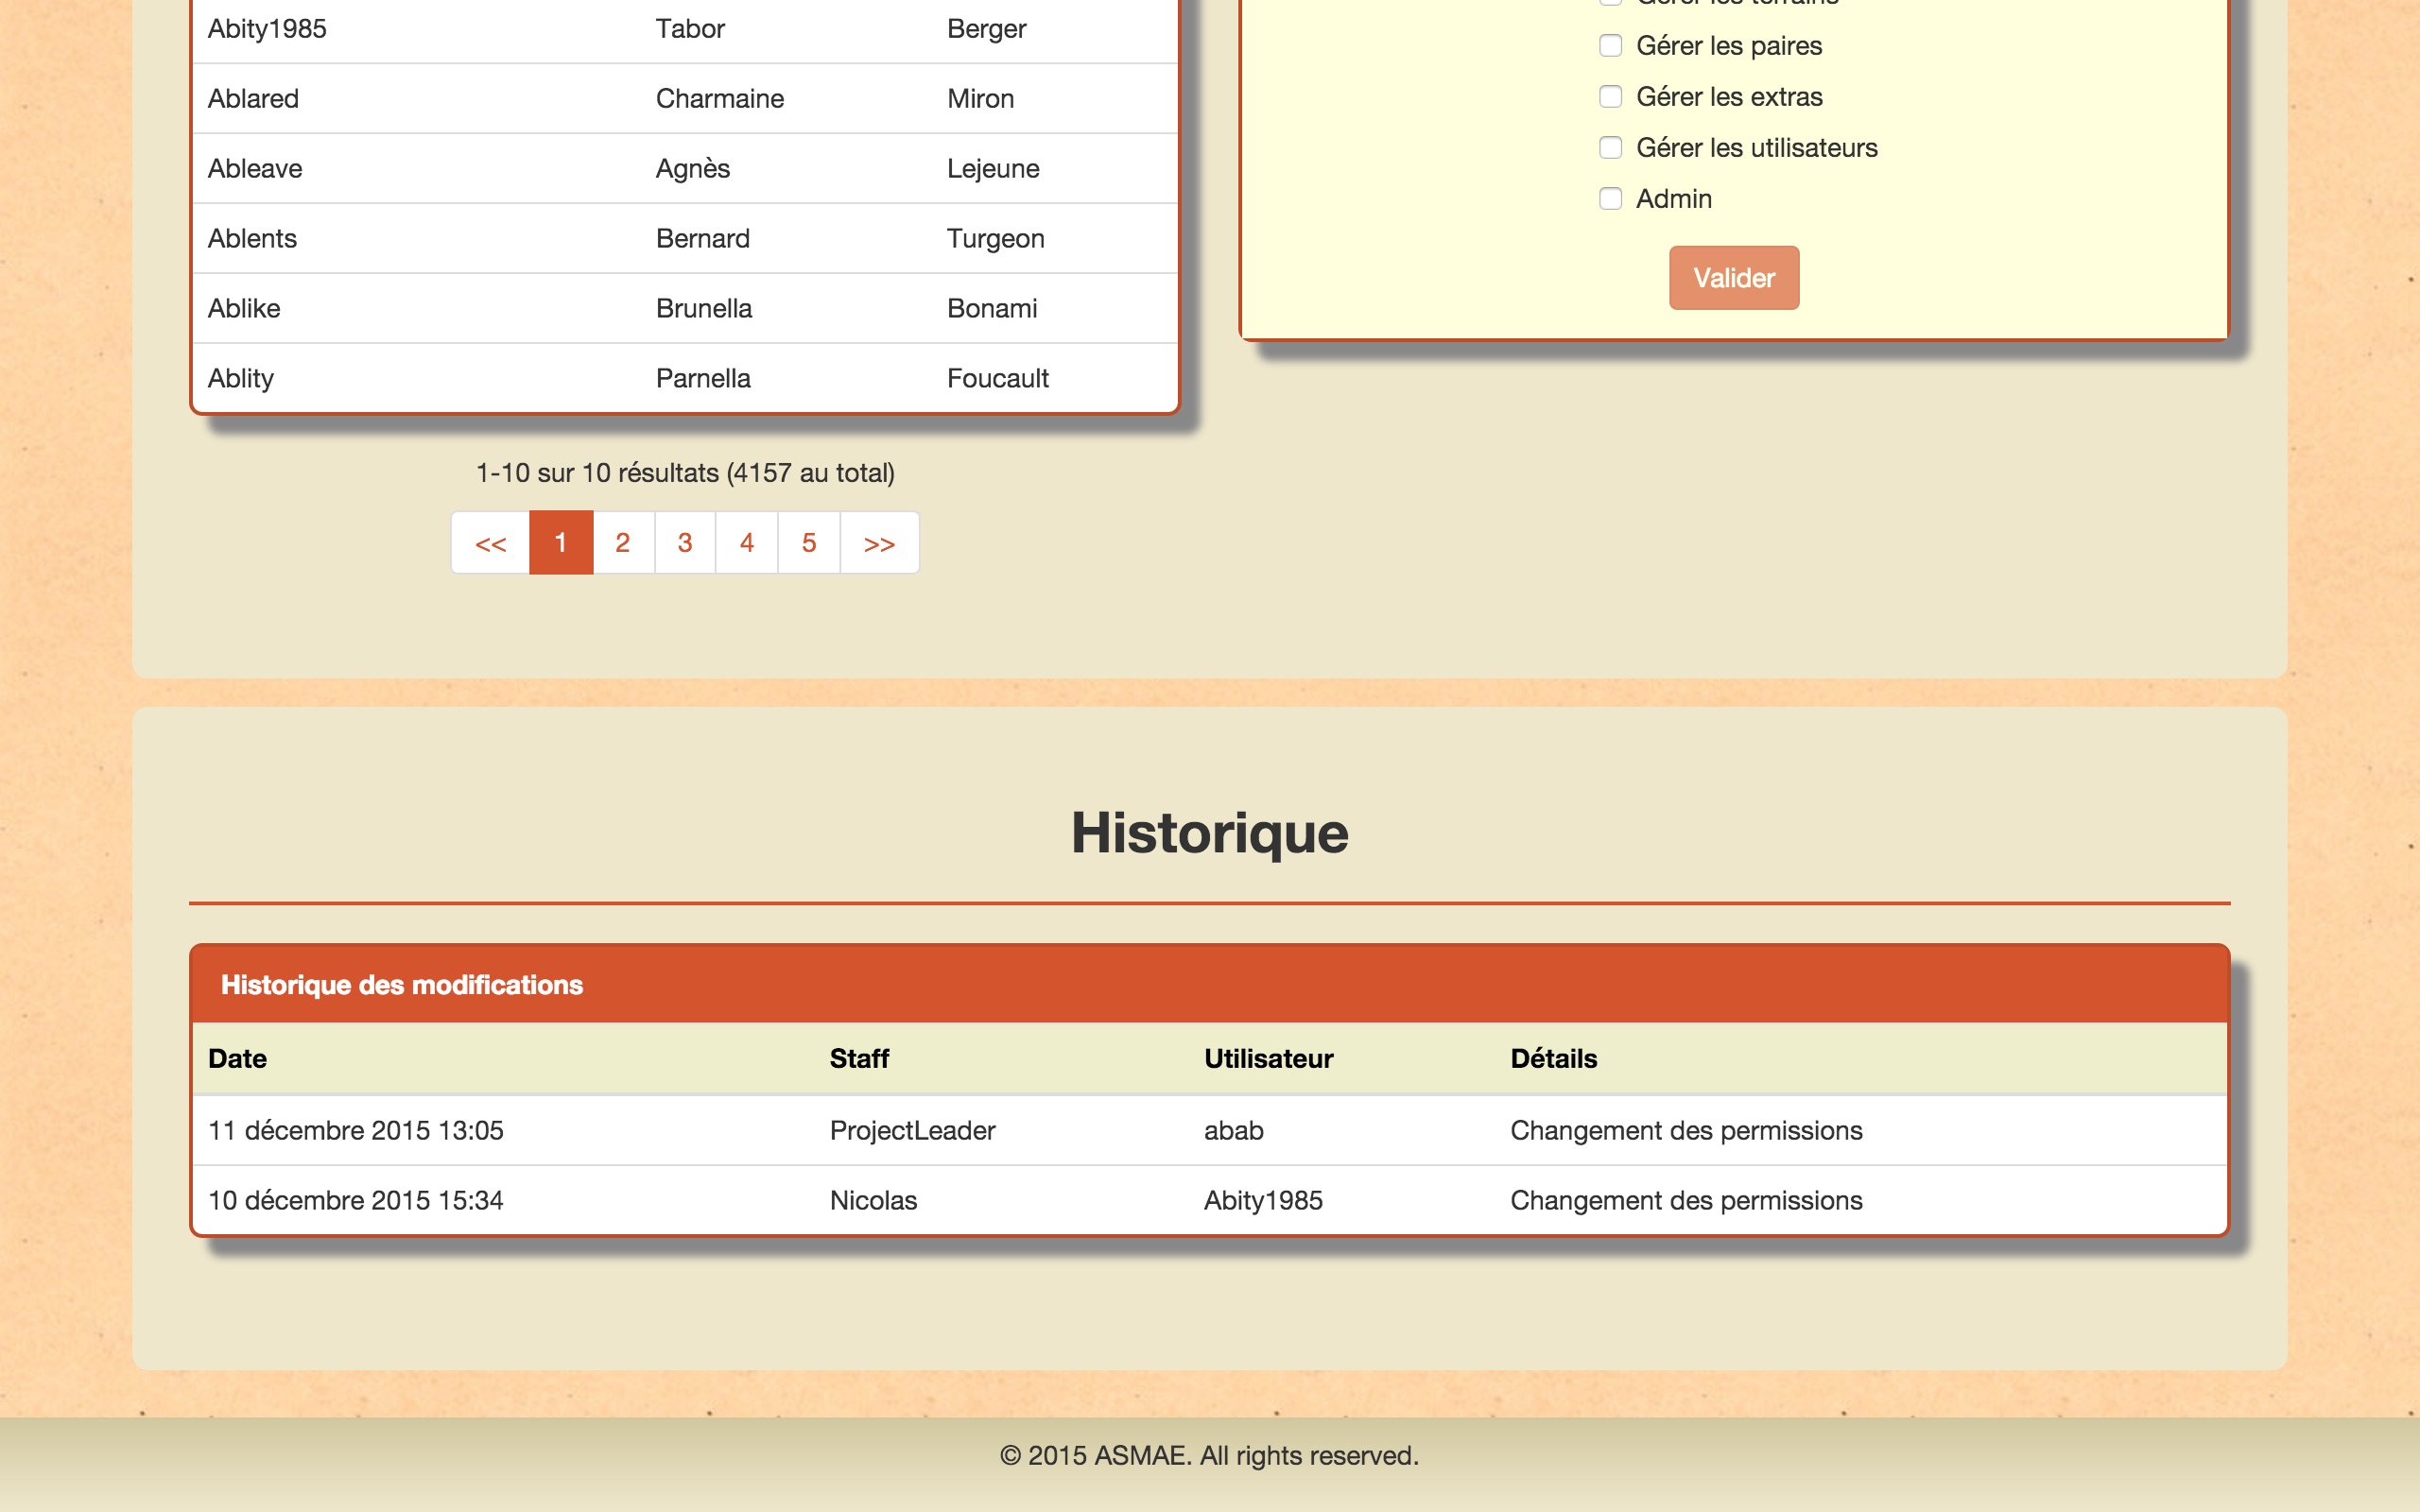 Abity1985 Tabor Berger
Ablared Charmaine Miron
Ableave Agnès Lejeune
Ablents Bernard Turgeon
Ablike Brunella Bonami
Ablity Parnella Foucault
1-10 sur 10 résultats (4157 au total)
<< 1 2 3 4 5 >>
Gérer les terrains
Gérer les paires
Gérer les extras
Gérer les utilisateurs
Admin
Valider
Historique
Historique des modifications
Date Staff Utilisateur Détails
11 décembre 2015 13:05 ProjectLeader abab Changement des permissions
10 décembre 2015 15:34 Nicolas Abity1985 Changement des permissions
© 2015 ASMAE. All rights reserved.